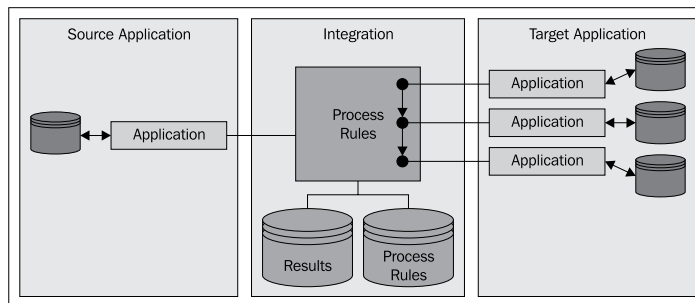 Source Application
Integration
Target Application
Application
Process
Rules
Application
Application
Application
Results
Process
Rules